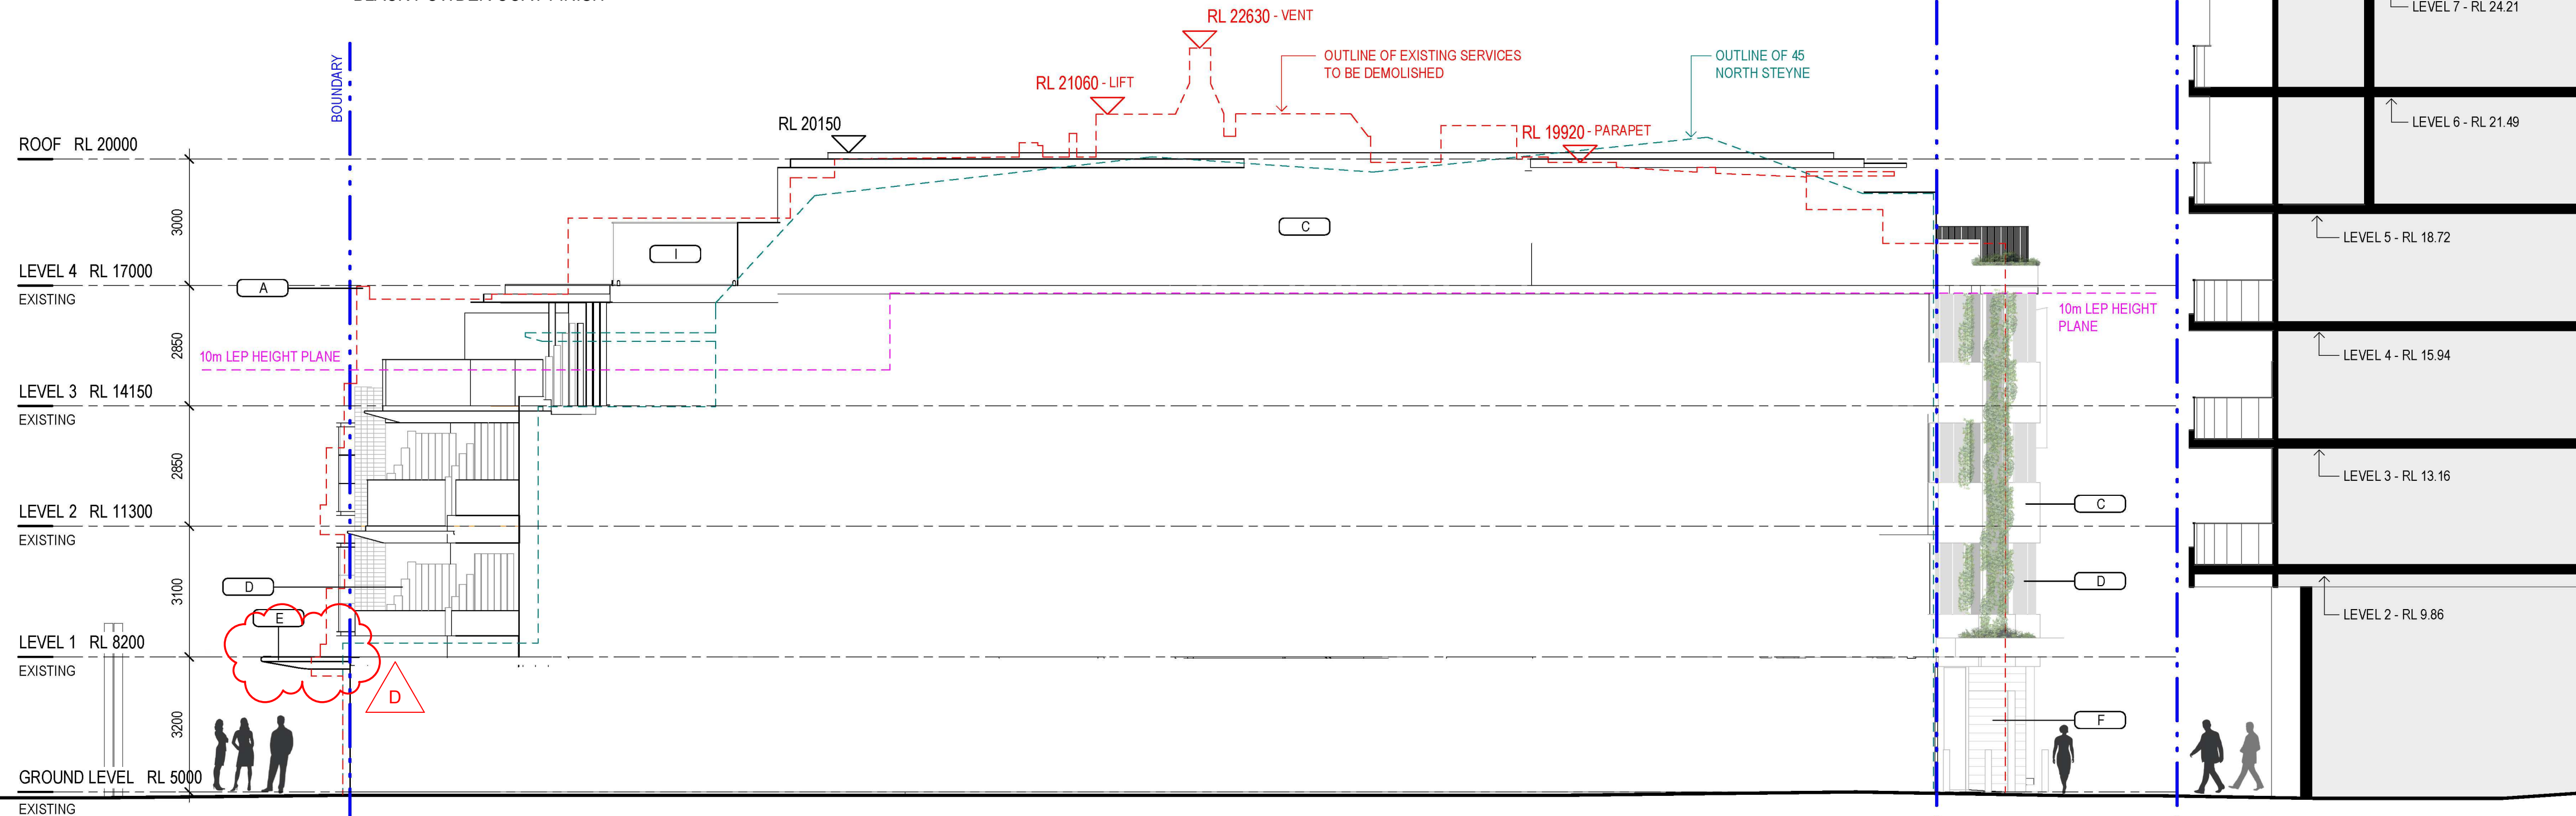 LEVEL 7 - RL 24.21
RL 22630 - VENT
BOUNDARY
OUTLINE OF EXISTING SERVICES
TO BE DEMOLISHED
OUTLINE OF 45
NORTH STEYNE
RL 21060 - LIFT
RL 20150
RL 19920 - PARAPET
LEVEL 6 - RL 21.49
ROOF RL 20000
3000
C
I
LEVEL 5 - RL 18.72
LEVEL 4 RL 17000
EXISTING
A
10m LEP HEIGHT
PLANE
2850
10m LEP HEIGHT PLANE
LEVEL 4 - RL 15.94
LEVEL 3 RL 14150
EXISTING
2850
LEVEL 3 - RL 13.16
C
LEVEL 2 RL 11300
EXISTING
D
D
3100
E
LEVEL 2 - RL 9.86
LEVEL 1 RL 8200
EXISTING
D
3200
F
GROUND LEVEL RL 5000
EXISTING